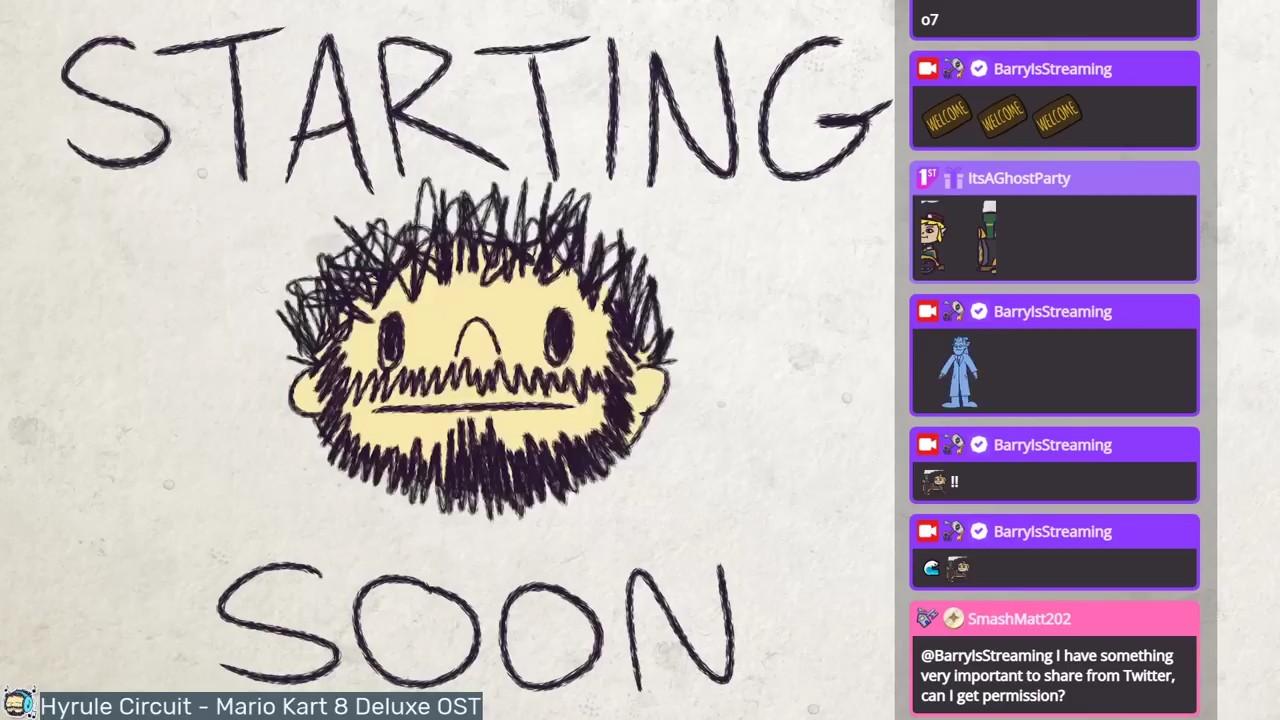 STARTING
SOON
Hyrule Circuit - Mario Kart 8 Deluxe OST
o7
BarryIsStreaming
WELCOME WELCOME WELCOME
1ST ItsAGhostParty
BarryIsStreaming
BarryIsStreaming
!!
BarryIsStreaming
SmashMatt202
@BarryIsStreaming I have something
very important to share from Twitter,
can I get permission?